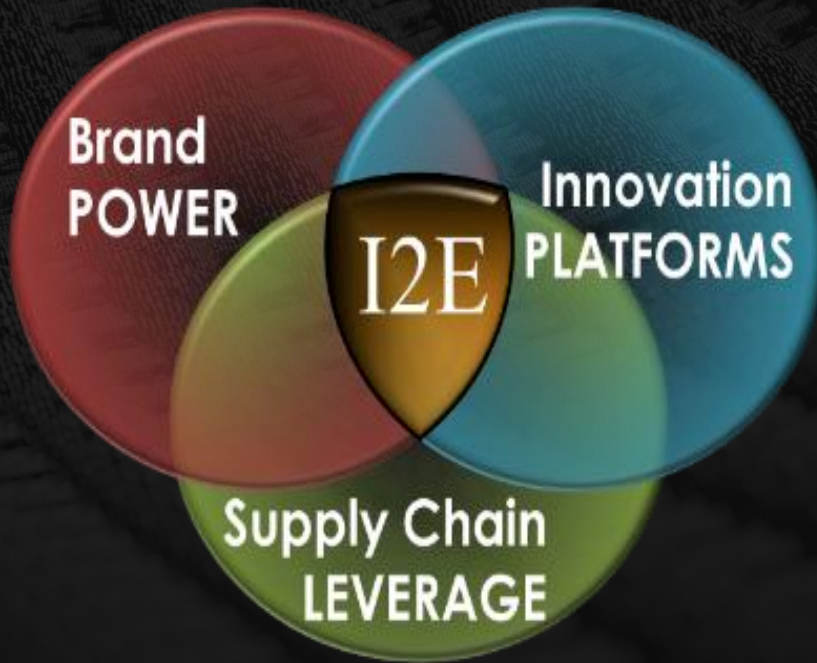 Brand
POWER
Innovation
PLATFORMS
I2E
Supply Chain
LEVERAGE